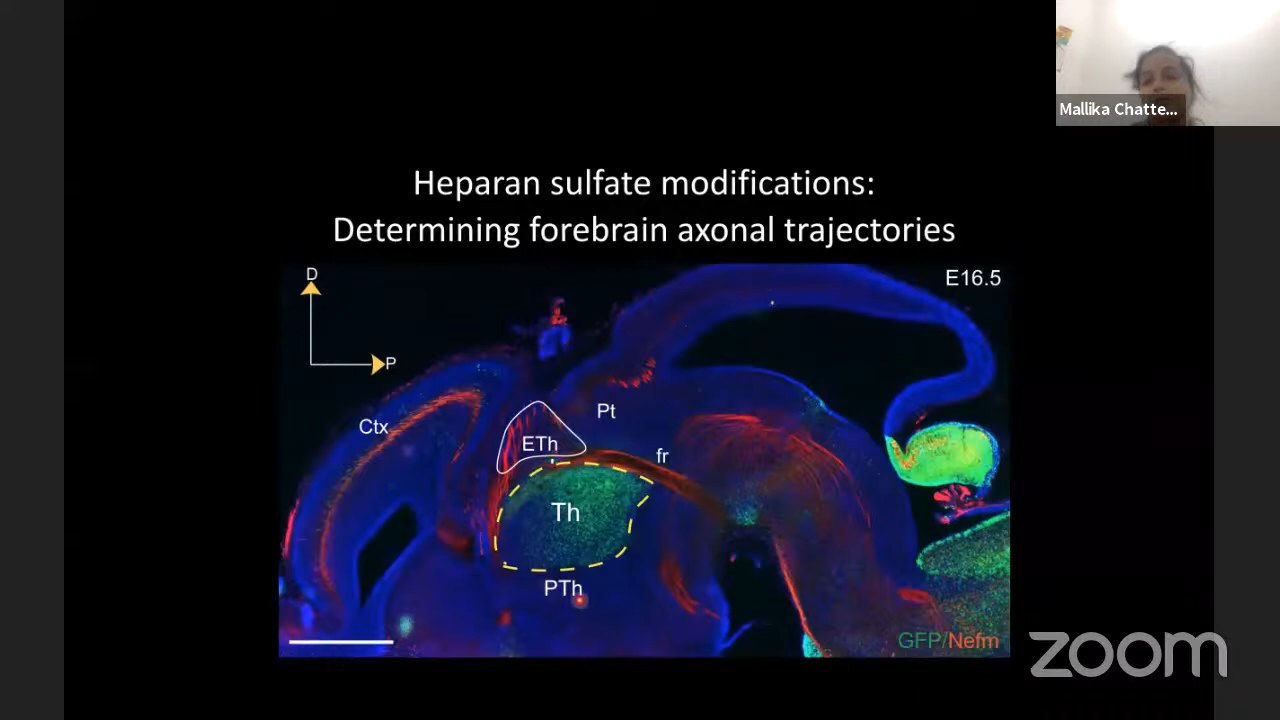 Mallika Chatte...
Heparan sulfate modifications:
Determining forebrain axonal trajectories
D
E16.5
P
Pt
Ctx
ETh
fr
Th
PTh
GFP/Nefm
zoom